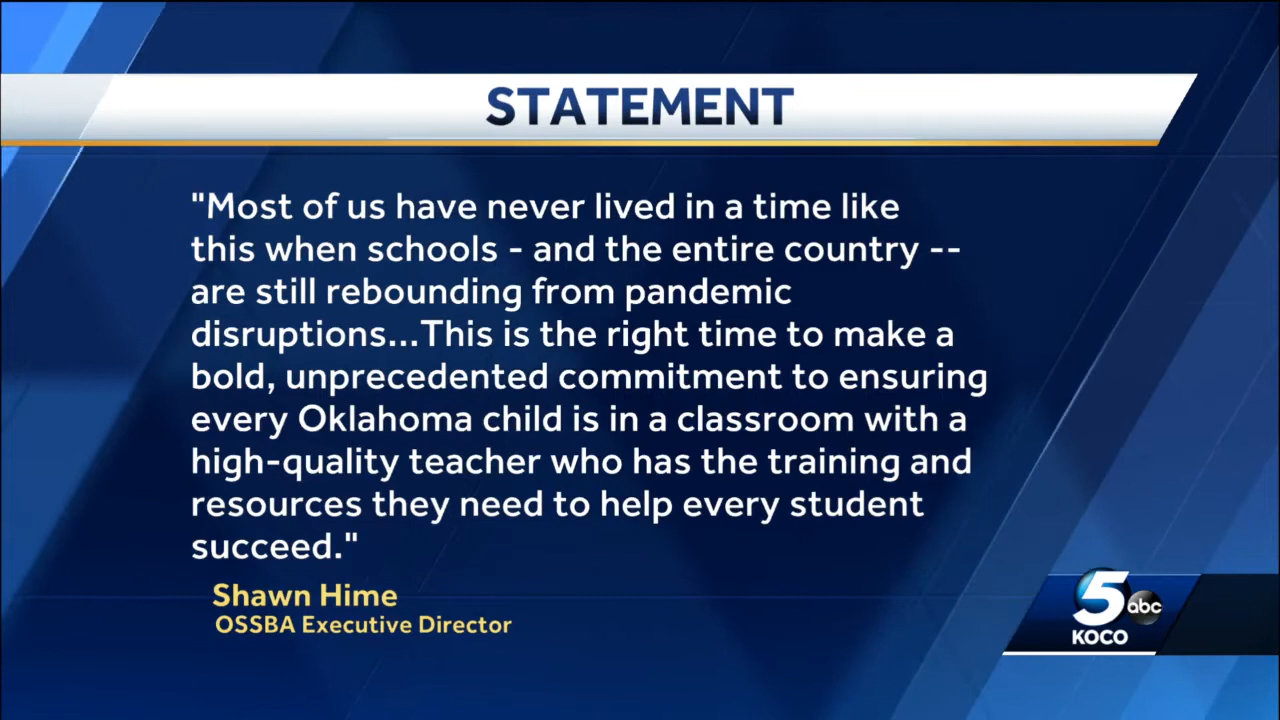 STATEMENT
"Most of us have never lived in a time like
this when schools - and the entire country --
are still rebounding from pandemic
disruptions...This is the right time to make a
bold, unprecedented commitment to ensuring
every Oklahoma child is in a classroom with a
high-quality teacher who has the training and
resources they need to help every student
succeed."
Shawn Hime
OSSBA Executive Director
5 abc
KOCO